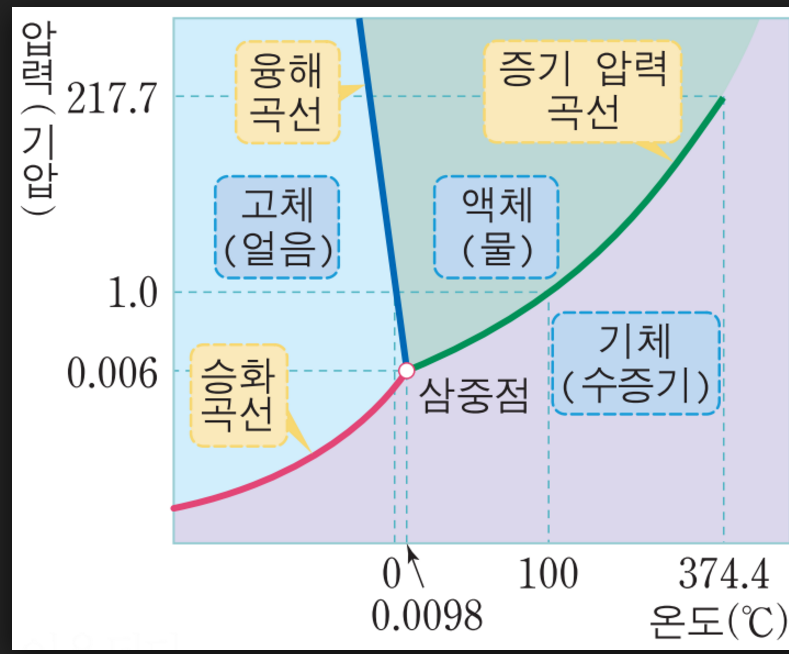 압력(기압)
217.7
1.0
0.006
융해
곡선
증기 압력
곡선
고체
(얼음)
액체
(물)
기체
(수증기)
승화
곡선
삼중점
0
100
374.4
0.0098
온도(℃)